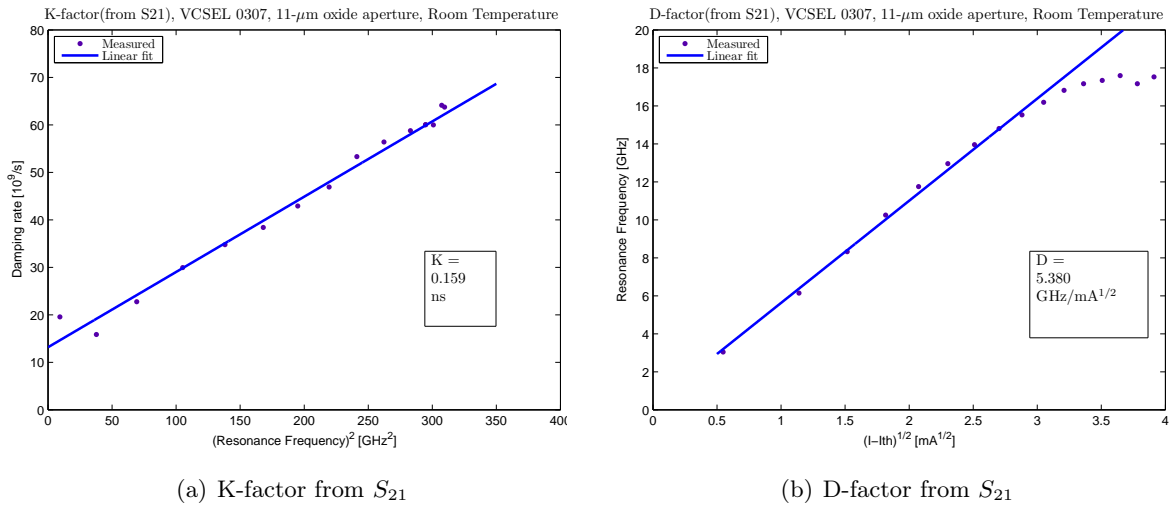 K-factor(from S21), VCSEL 0307, 11-μm oxide aperture, Room Temperature
80
70
60
50
40
30
20
10
0
Damping rate [10⁹/s]
Measured
Linear fit
K =
0.159
ns
0 50 100 150 200 250 300 350 400
(Resonance Frequency)² [GHz²]
(a) K-factor from S₂₁
D-factor(from S21), VCSEL 0307, 11-μm oxide aperture, Room Temperature
20
18
16
14
12
10
8
6
4
2
0
Resonance Frequency [GHz]
Measured
Linear fit
D =
5.380
GHz/mA^{1/2}
0 0.5 1 1.5 2 2.5 3 3.5 4
(I−Ith)^{1/2} [mA^{1/2}]
(b) D-factor from S₂₁